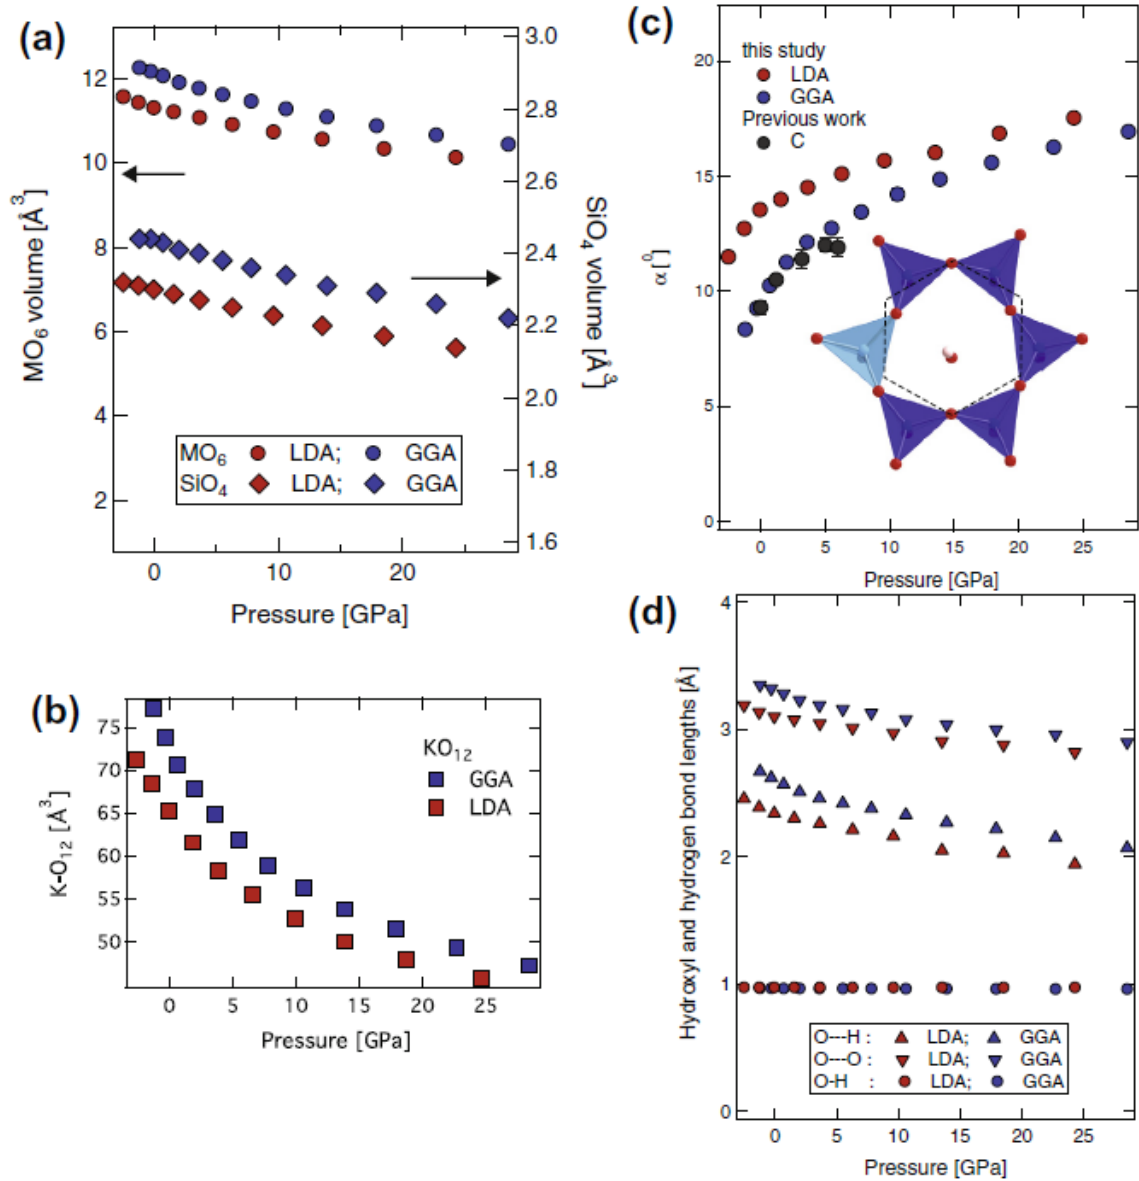 (a)
MO6 volume [Å3]
12
10
8
6
4
2
3.0
2.8
2.6
2.4
2.2
2.0
1.8
1.6
SiO4 volume [Å3]
MO6 LDA; GGA
SiO4 LDA; GGA
0 10 20
Pressure [GPa]
(b)
K-O12 [Å3]
75
70
65
60
55
50
KO12
GGA
LDA
0 5 10 15 20 25
Pressure [GPa]
(c)
α [o]
20
15
10
5
0
this study
LDA
GGA
Previous work
C
0 5 10 15 20 25
Pressure [GPa]
(d)
Hydroxyl and hydrogen bond lengths [Å]
4
3
2
1
0
O---H : LDA; GGA
O---O : LDA; GGA
O-H : LDA; GGA
0 5 10 15 20 25
Pressure [GPa]